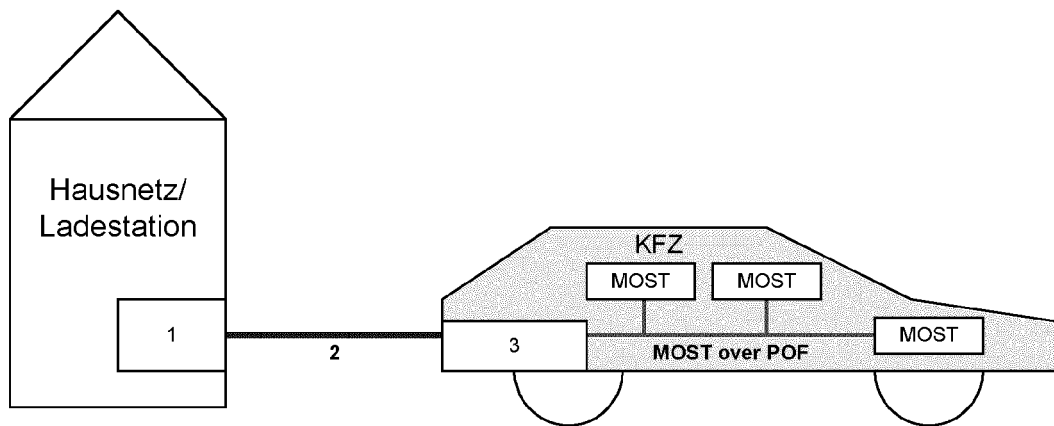 Hausnetz/
Ladestation
KFZ
MOST
MOST
MOST
1
2
3
MOST over POF